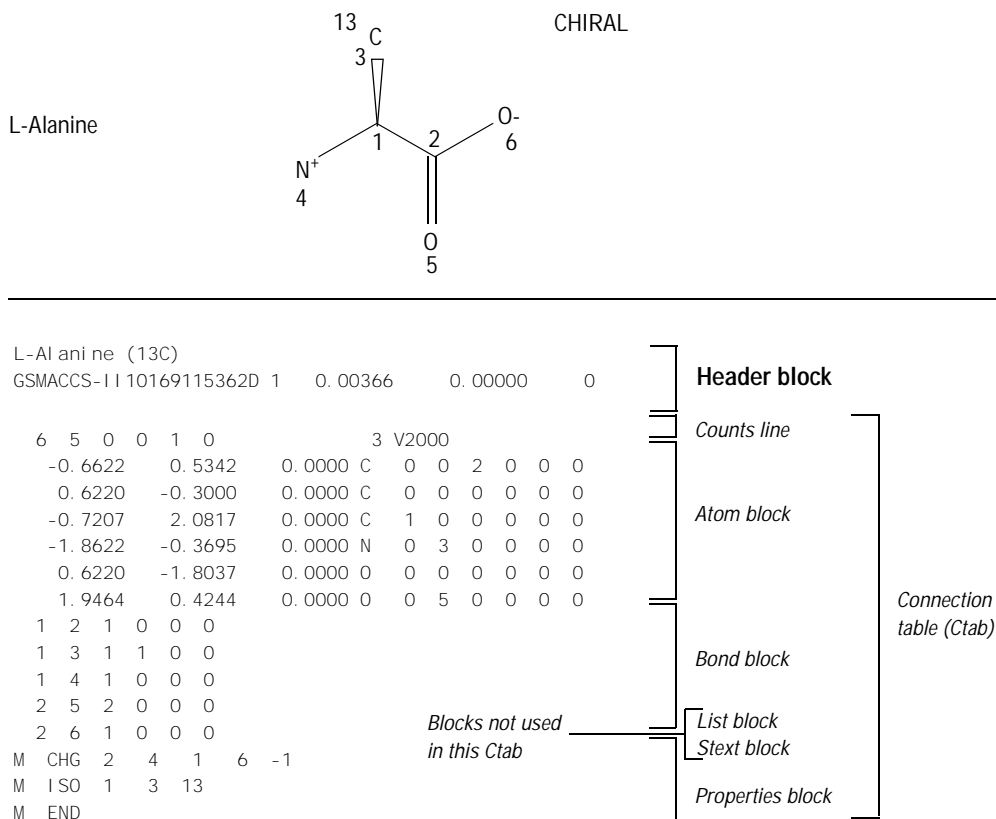 13 C CHIRAL
3
L-Alanine
O-
1 2 6
N+
4
O
5
L-Alanine (13C)
GSMACCS-II10169115362D 1 0.00366 0.00000 0
Header block
Counts line
6 5 0 0 1 0 3 V2000
-0.6622 0.5342 0.0000 C 0 0 2 0 0 0
0.6220 -0.3000 0.0000 C 0 0 0 0 0 0
-0.7207 2.0817 0.0000 C 1 0 0 0 0 0
-1.8622 -0.3695 0.0000 N 0 3 0 0 0 0
0.6220 -1.8037 0.0000 O 0 0 0 0 0 0
1.9464 0.4244 0.0000 O 0 5 0 0 0 0
Atom block
1 2 1 0 0 0
1 3 1 1 0 0
1 4 1 0 0 0
2 5 2 0 0 0
2 6 1 0 0 0
Bond block
Connection
table (Ctab)
Blocks not used
in this Ctab
List block
Stext block
M CHG 2 4 1 6 -1
M ISO 1 3 13
M END
Properties block